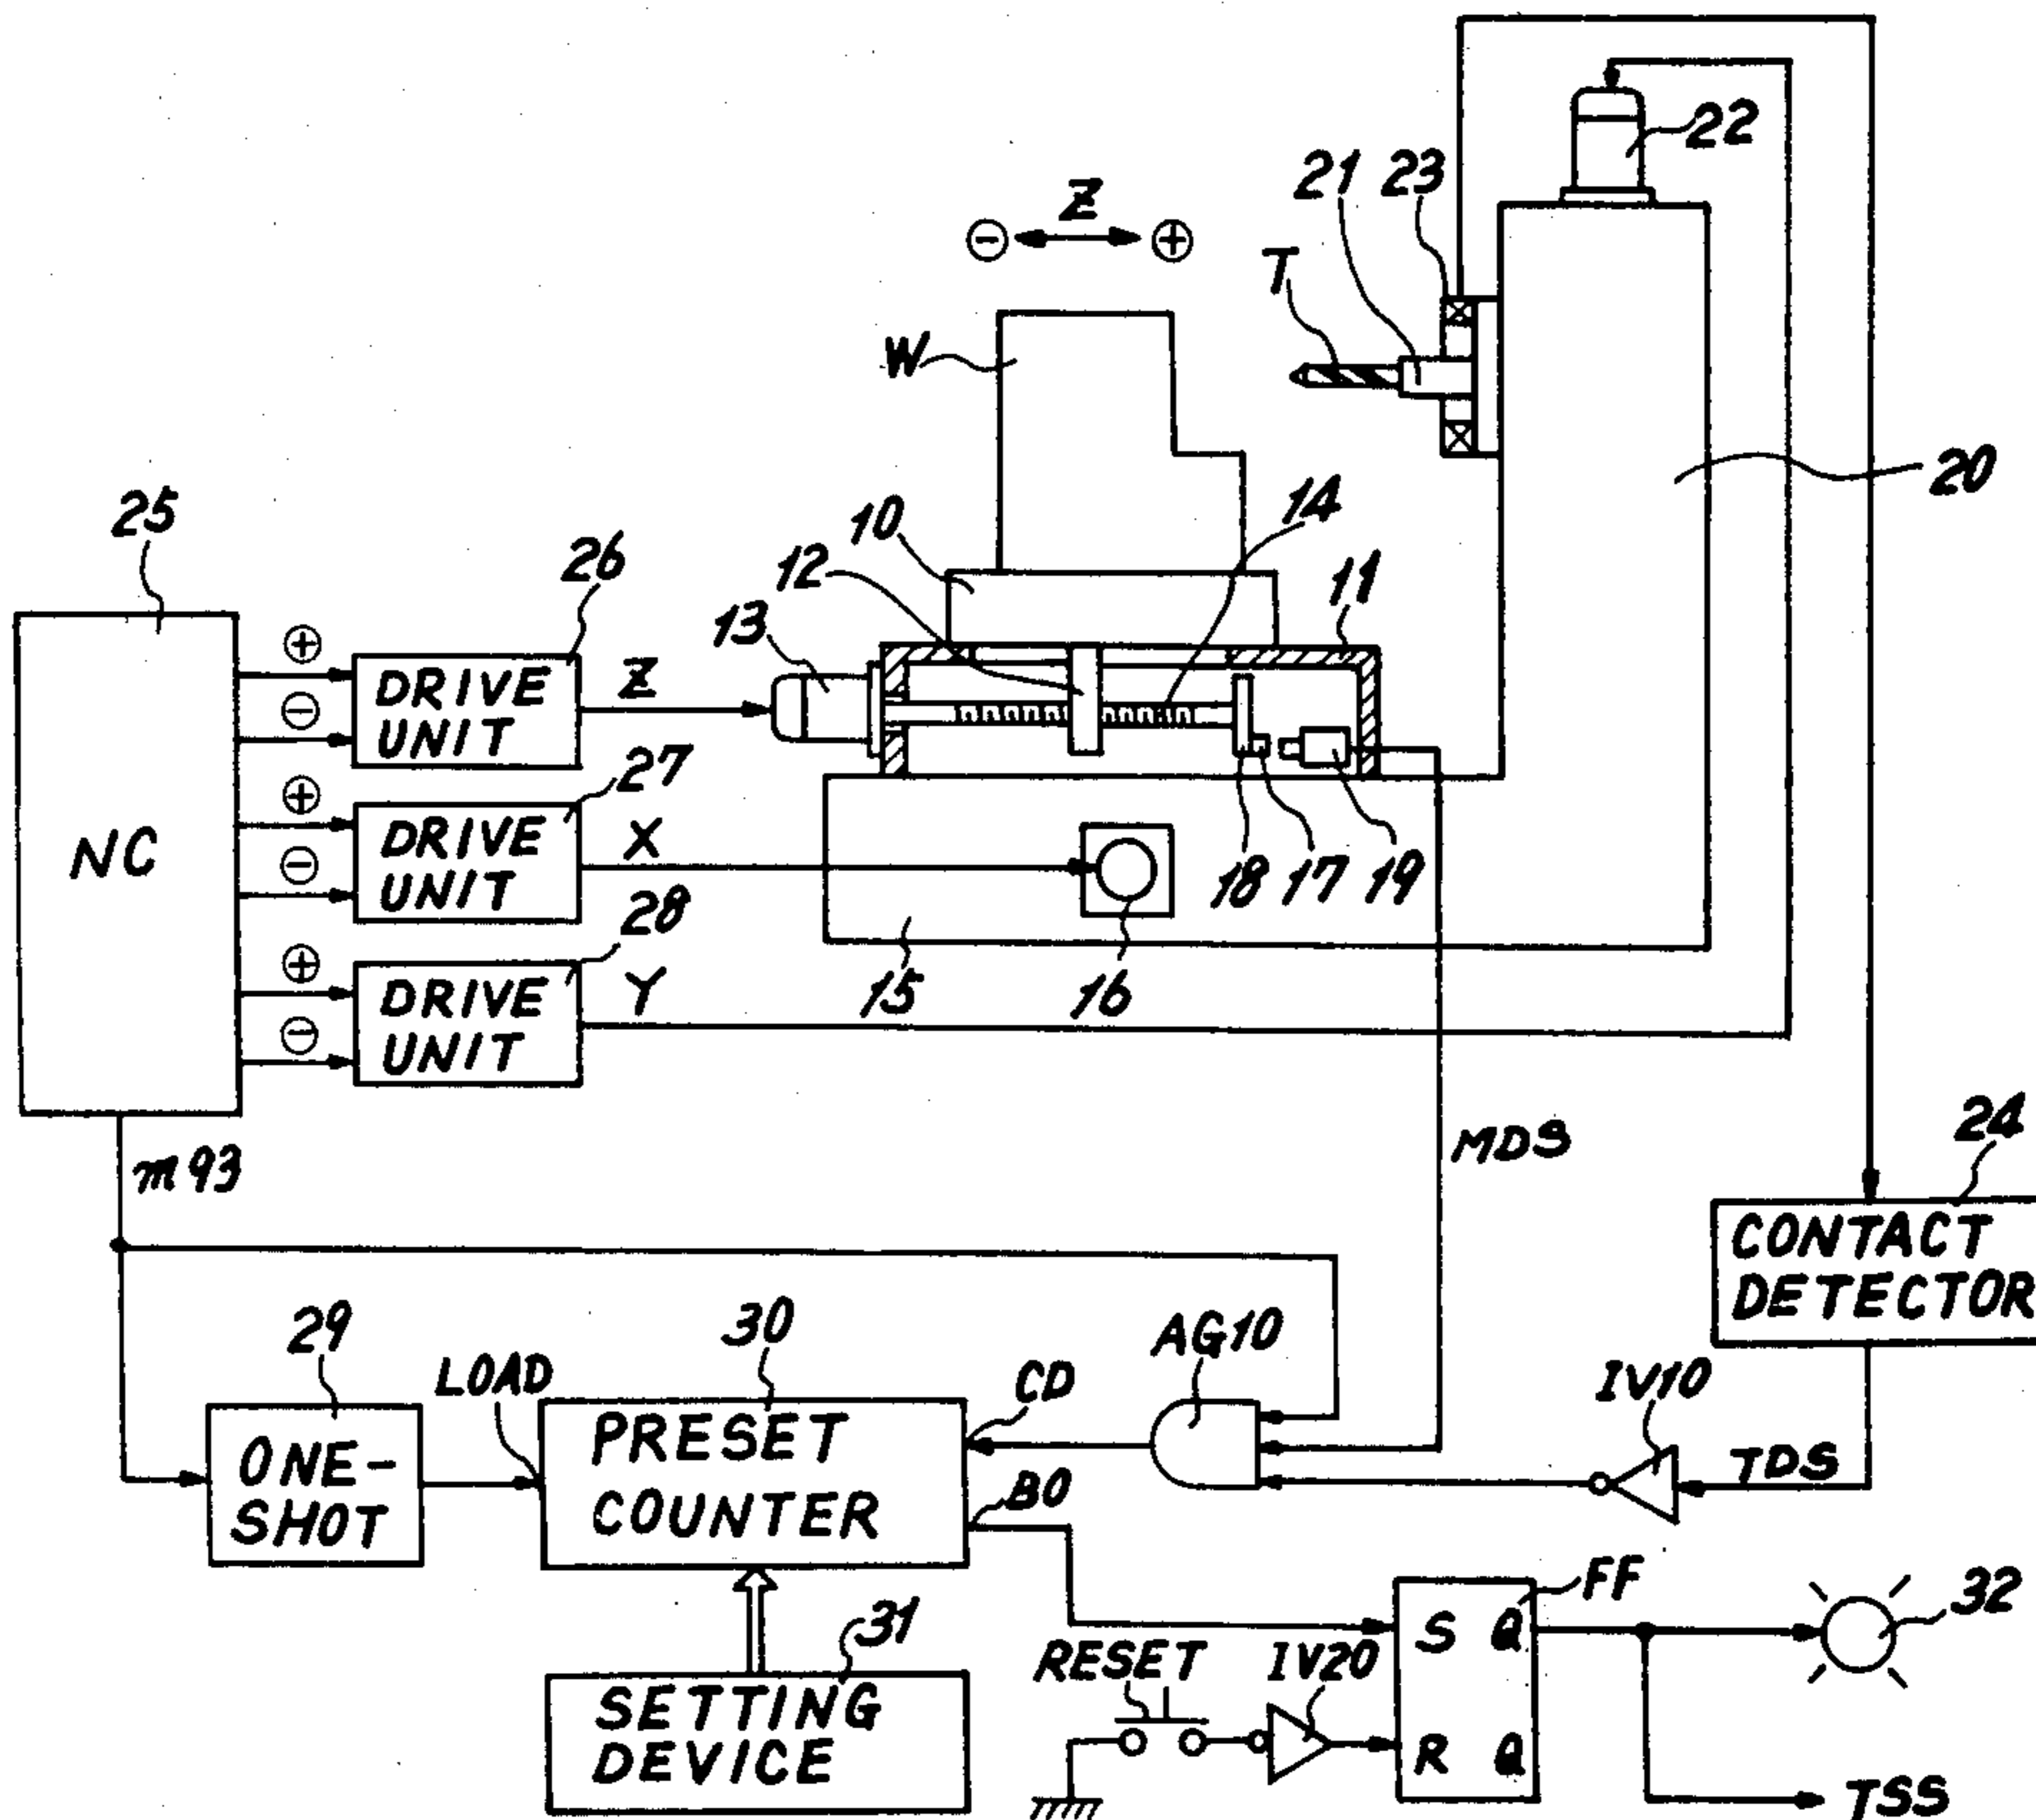 22
21 23
⊖ Z ⊕
T
W
20
25
10
14
12
11
26
13
⊕
DRIVE
UNIT
Z
⊖
27
⊕
DRIVE
UNIT
X
⊖
NC
18 17 19
28
⊕
DRIVE
UNIT
Y
⊖
15
16
m93
MDS
24
CONTACT
DETECTOR
29
30
AG10
LOAD
CD
IV10
ONE-
SHOT
PRESET
COUNTER
TDS
BO
FF
31
S Q
32
RESET
IV20
SETTING
DEVICE
R Q
TSS